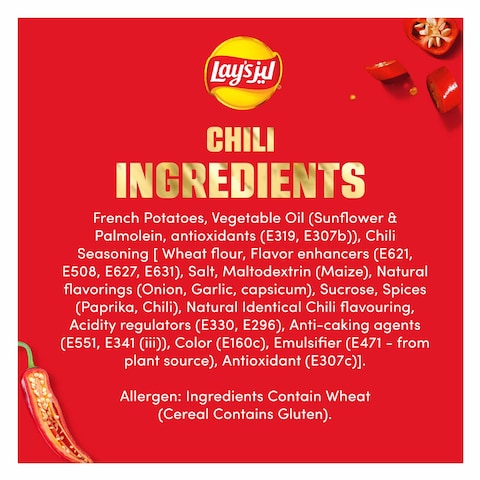 Lay's ليز
CHILI
INGREDIENTS
French Potatoes, Vegetable Oil (Sunflower &
Palmolein, antioxidants (E319, E307b)), Chili
Seasoning [ Wheat flour, Flavor enhancers (E621,
E508, E627, E631), Salt, Maltodextrin (Maize), Natural
flavorings (Onion, Garlic, capsicum), Sucrose, Spices
(Paprika, Chili), Natural Identical Chili flavouring,
Acidity regulators (E330, E296), Anti-caking agents
(E551, E341 (iii)), Color (E160c), Emulsifier (E471 - from
plant source), Antioxidant (E307c)].
Allergen: Ingredients Contain Wheat
(Cereal Contains Gluten).